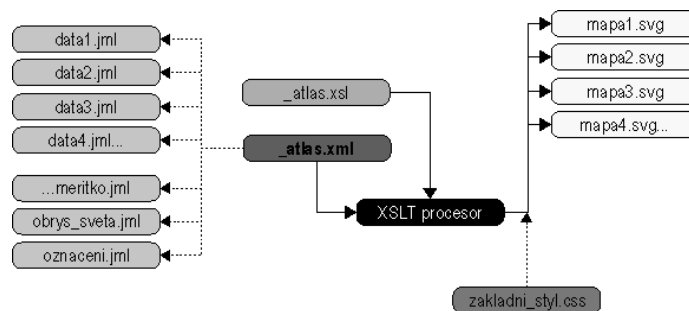 data1.jml
data2.jml
data3.jml
data4.jml...
...meritko.jml
obrys_sveta.jml
oznaceni.jml
_atlas.xsl
_atlas.xml
XSLT procesor
zakladni_styl.css
mapa1.svg
mapa2.svg
mapa3.svg
mapa4.svg...